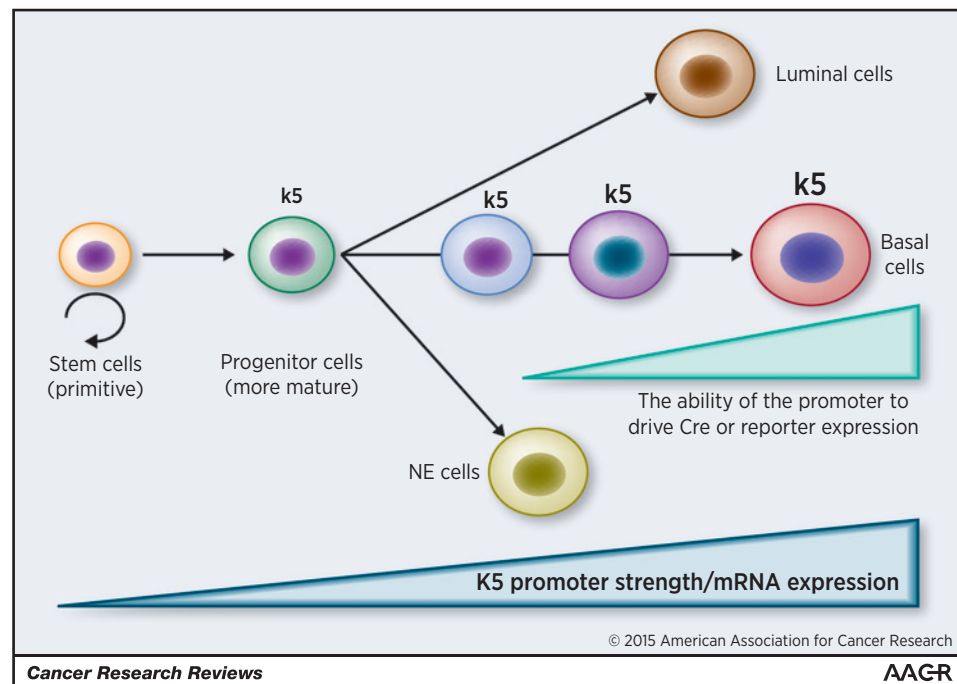 Luminal cells
k5
k5
k5
k5
Basal
cells
Stem cells
(primitive)
Progenitor cells
(more mature)
The ability of the promoter to
drive Cre or reporter expression
NE cells
K5 promoter strength/mRNA expression
© 2015 American Association for Cancer Research
Cancer Research Reviews
AACR